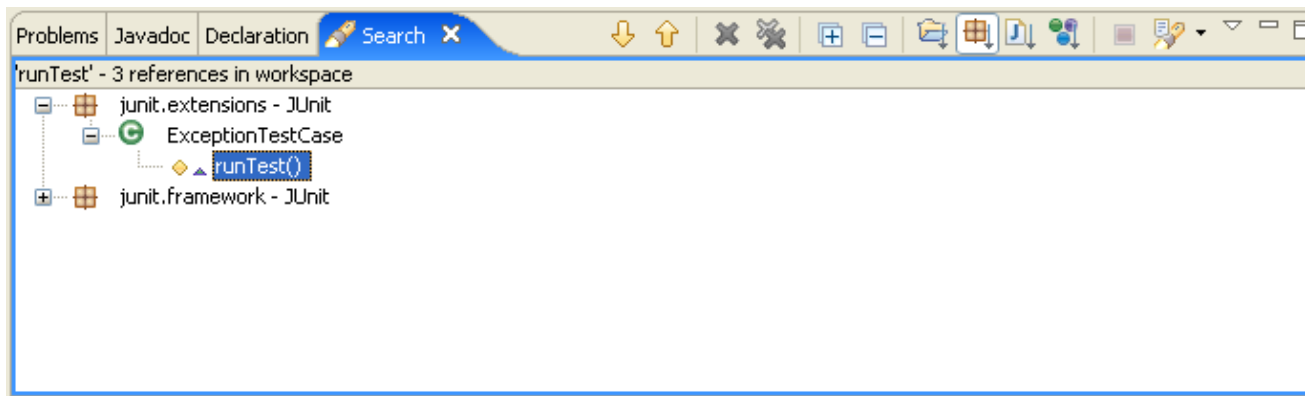 Problems Javadoc Declaration Search
'runTest' - 3 references in workspace
junit.extensions - JUnit
ExceptionTestCase
runTest()
junit.framework - JUnit